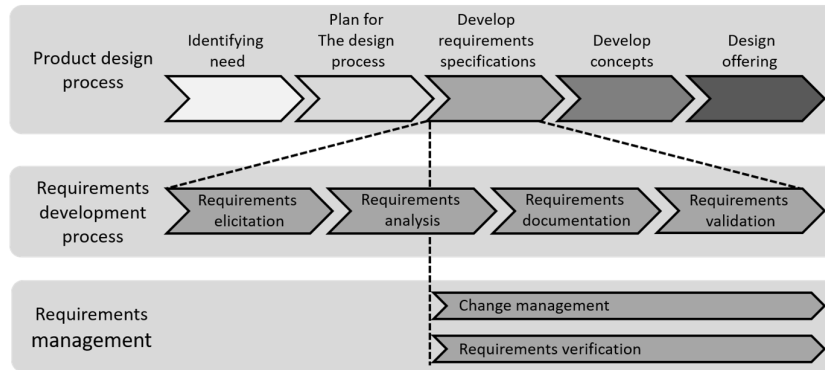 Product design
process
Identifying
need
Plan for
The design
process
Develop
requirements
specifications
Develop
concepts
Design
offering
Requirements
development
process
Requirements
elicitation
Requirements
analysis
Requirements
documentation
Requirements
validation
Requirements
management
Change management
Requirements verification